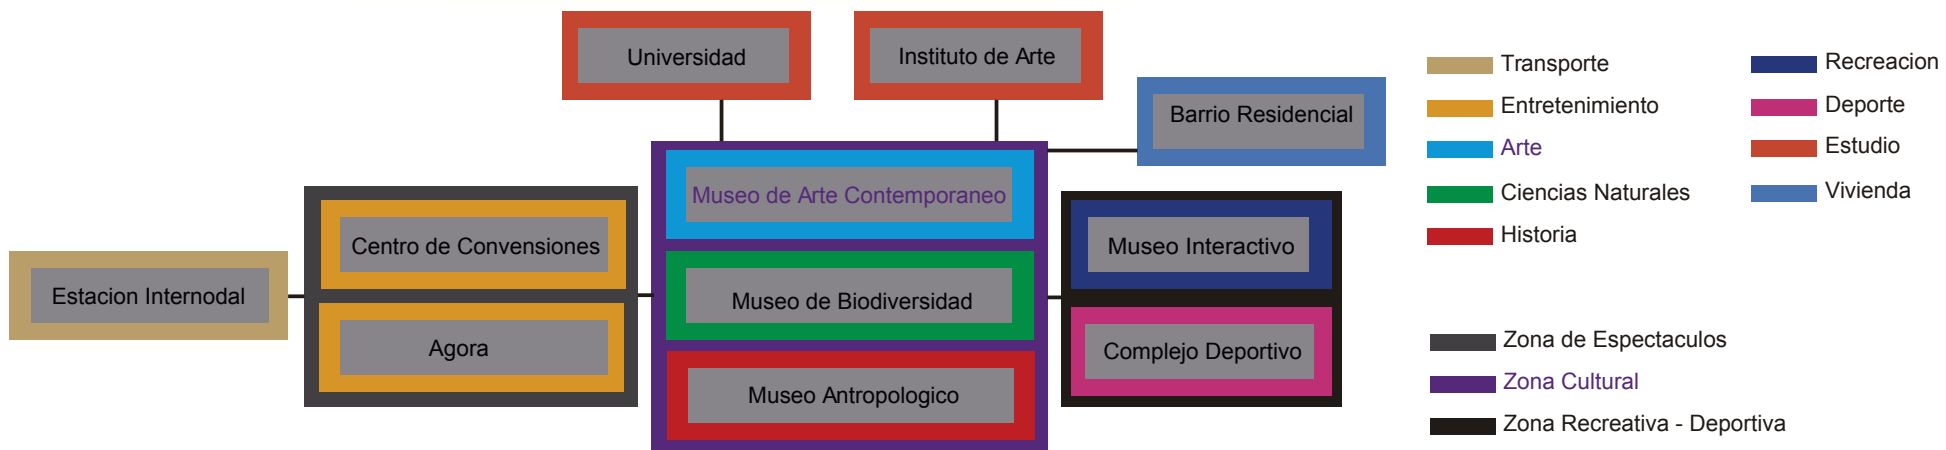 Universidad
Instituto de Arte
Barrio Residencial
Museo de Arte Contemporaneo
Centro de Convensiones
Museo Interactivo
Estacion Internodal
Museo de Biodiversidad
Agora
Complejo Deportivo
Museo Antropologico
Transporte
Entretenimiento
Arte
Ciencias Naturales
Historia
Recreacion
Deporte
Estudio
Vivienda
Zona de Espectaculos
Zona Cultural
Zona Recreativa - Deportiva